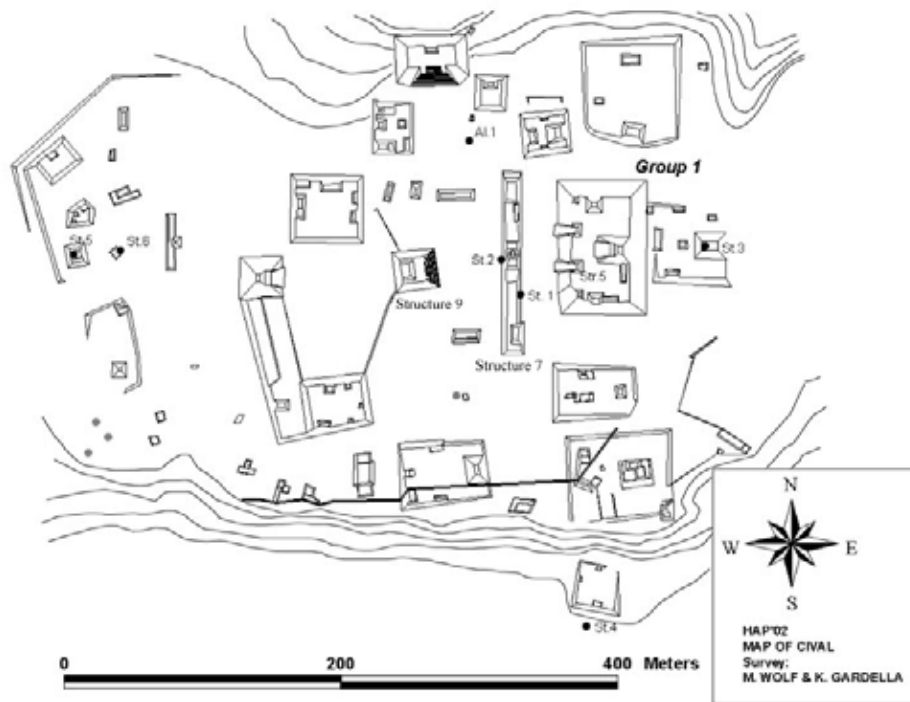 Al.1
Group 1
St.5
St.6
St.2
St.3
Str.5
St. 1
Structure 9
Structure 7
St.4
N
W E
S
HAP'02
MAP OF CIVAL
Survey:
M. WOLF & K. GARDELLA
0 200 400 Meters